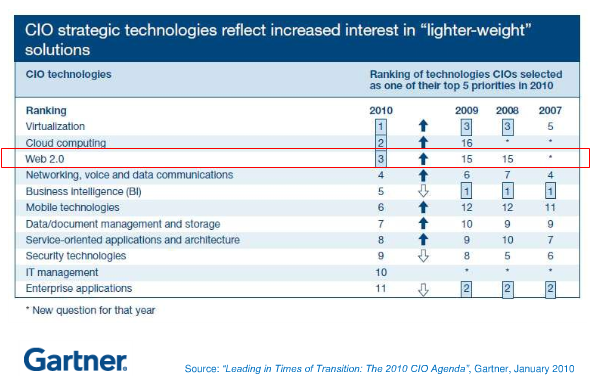 CIO strategic technologies reflect increased interest in “lighter-weight”
solutions
CIO technologies Ranking of technologies CIOs selected
as one of their top 5 priorities in 2010
Ranking 2010 2009 2008 2007
Virtualization 1 3 3 5
Cloud computing 2 16 * *
Web 2.0 3 15 15 *
Networking, voice and data communications 4 6 7 4
Business intelligence (BI) 5 1 1 1
Mobile technologies 6 12 12 11
Data/document management and storage 7 10 9 9
Service-oriented applications and architecture 8 9 10 7
Security technologies 9 8 5 6
IT management 10 * * *
Enterprise applications 11 2 2 2
* New question for that year
Gartner.
Source: “Leading in Times of Transition: The 2010 CIO Agenda”, Gartner, January 2010